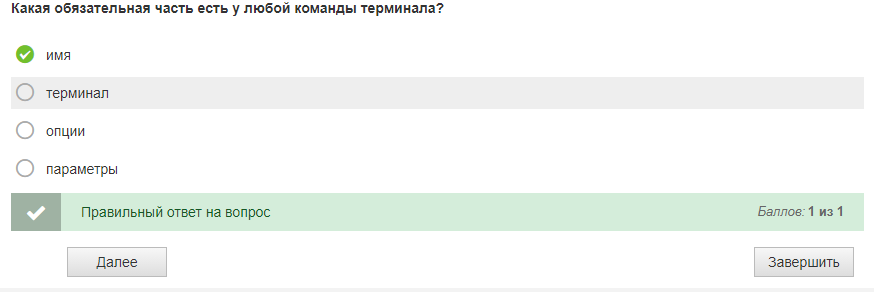 Какая обязательная часть есть у любой команды терминала?
имя
терминал
опции
параметры
Правильный ответ на вопрос
Баллов: 1 из 1
Далее
Завершить